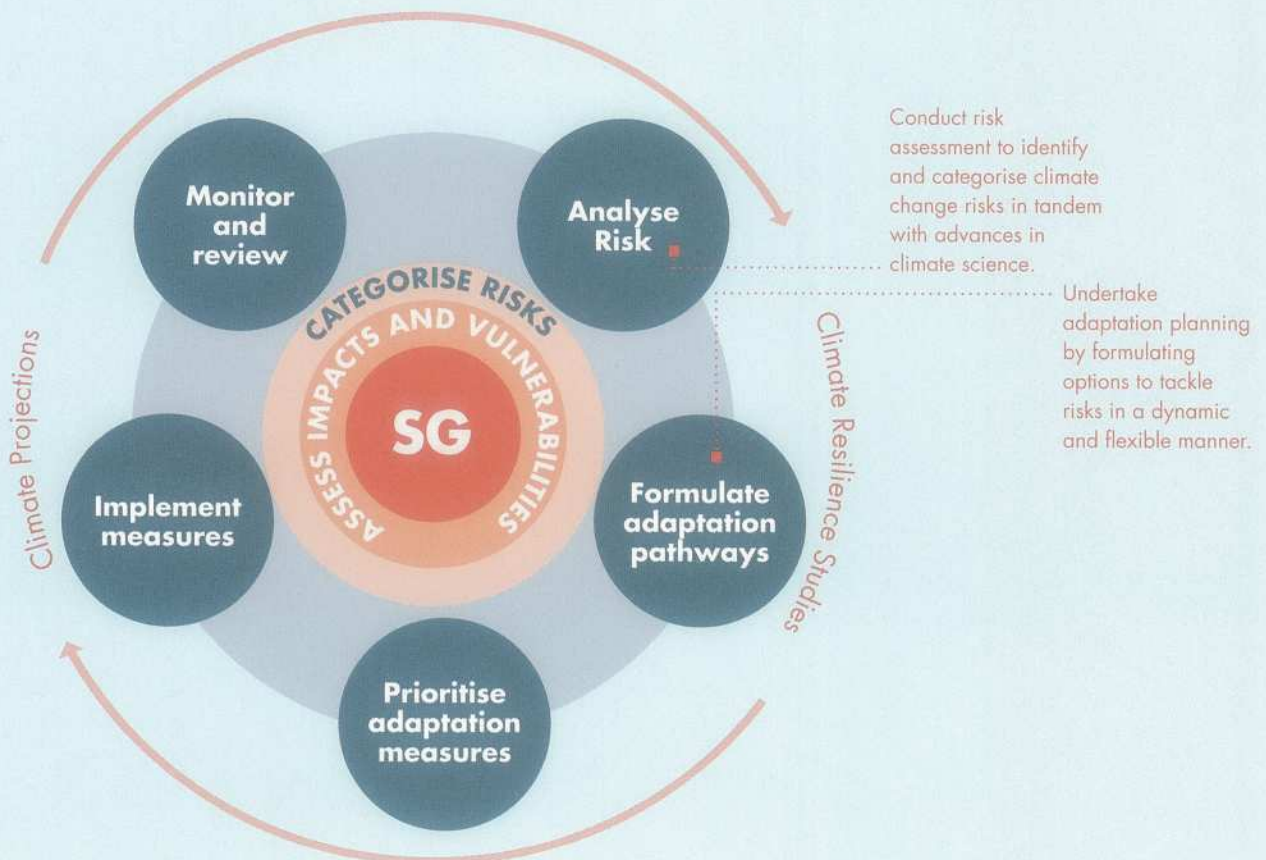 Monitor
and
review
Analyse
Risk
Conduct risk
assessment to identify
and categorise climate
change risks in tandem
with advances in
climate science.
Undertake
adaptation planning
by formulating
options to tackle
risks in a dynamic
and flexible manner.
CATEGORISE RISKS
ASSESS IMPACTS AND VULNERABILITIES
SG
Climate Projections
Climate Resilience Studies
Implement
measures
Formulate
adaptation
pathways
Prioritise
adaptation
measures